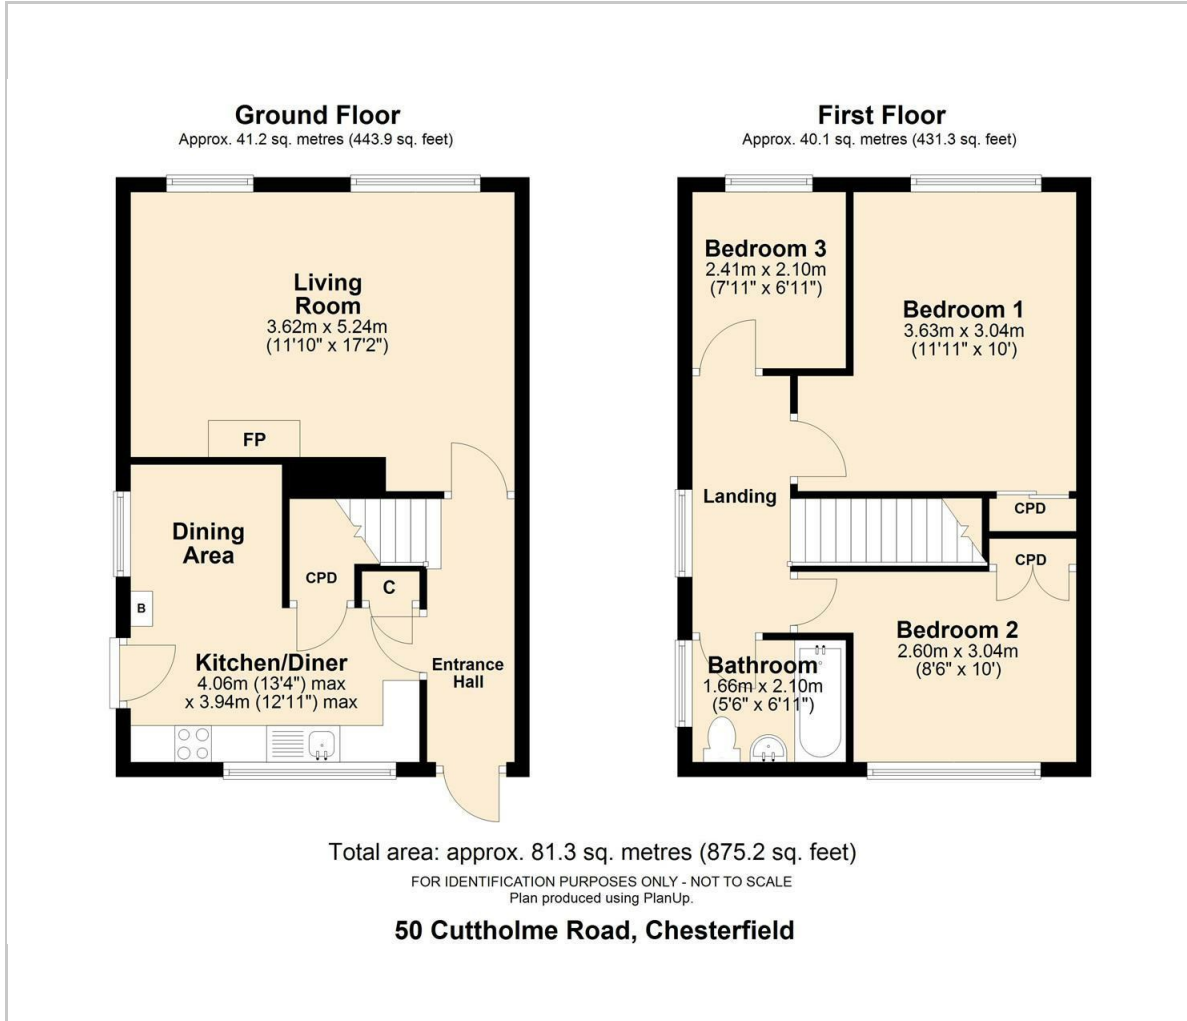 Ground Floor
Approx. 41.2 sq. metres (443.9 sq. feet)
Living
Room
3.62m x 5.24m
(11'10" x 17'2")
FP
Dining
Area
CPD
C
B
Kitchen/Diner
4.06m (13'4") max
x 3.94m (12'11") max
Entrance
Hall
First Floor
Approx. 40.1 sq. metres (431.3 sq. feet)
Bedroom 3
2.41m x 2.10m
(7'11" x 6'11")
Bedroom 1
3.63m x 3.04m
(11'11" x 10')
Landing
CPD
CPD
Bedroom 2
2.60m x 3.04m
(8'6" x 10')
Bathroom
1.66m x 2.10m
(5'6" x 6'11")
Total area: approx. 81.3 sq. metres (875.2 sq. feet)
FOR IDENTIFICATION PURPOSES ONLY - NOT TO SCALE
Plan produced using PlanUp.
50 Cuttholme Road, Chesterfield